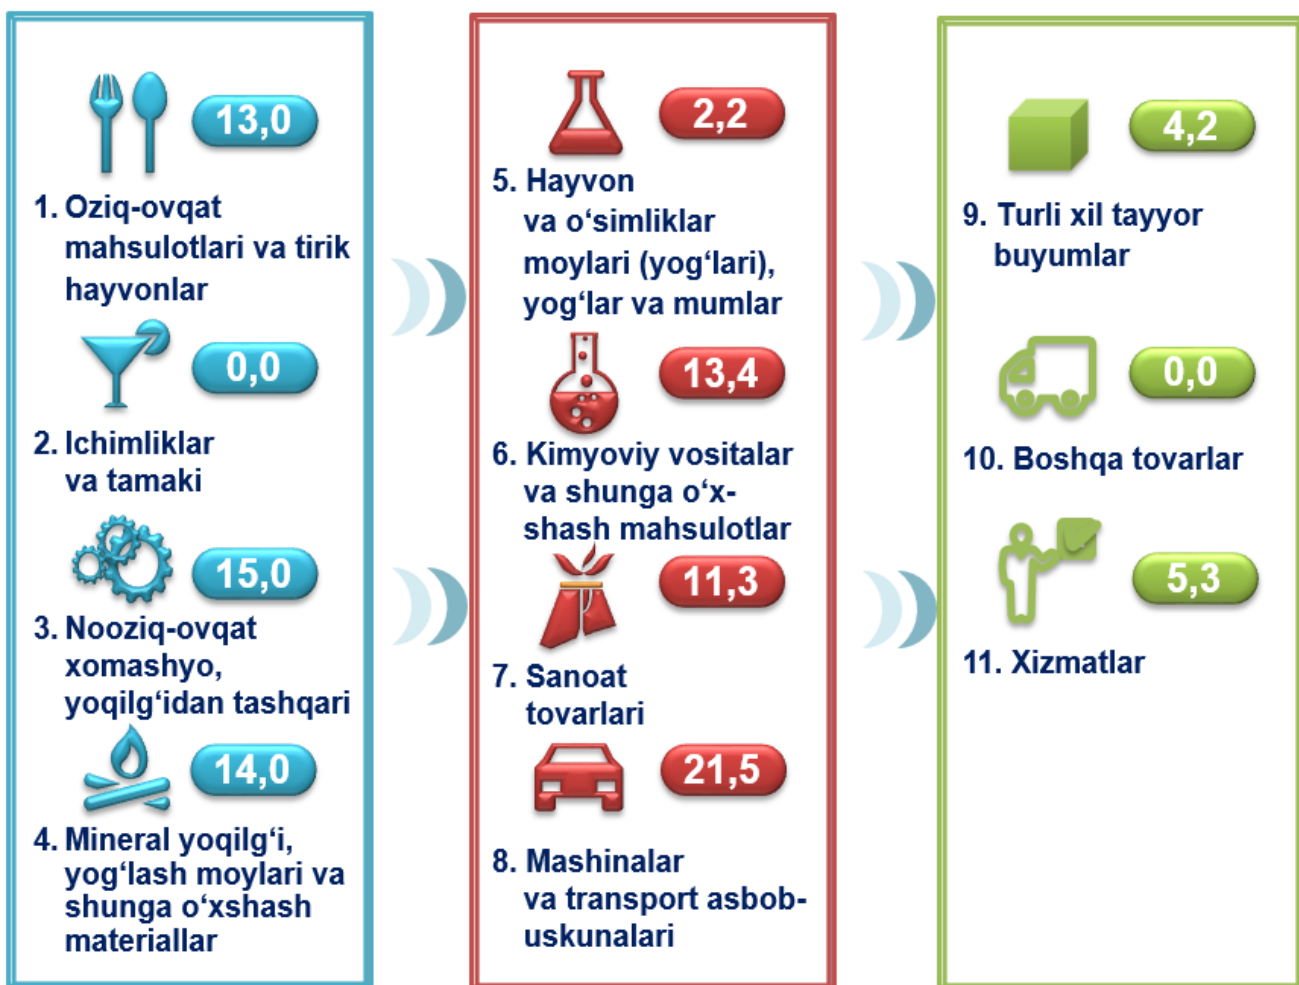 13,0
1. Oziq-ovqat
mahsulotlari va tirik
hayvonlar
0,0
2. Ichimliklar
va tamaki
15,0
3. Nooziq-ovqat
xomashyo,
yoqilg‘idan tashqari
14,0
4. Mineral yoqilg‘i,
yog‘lash moylari va
shunga o‘xshash
materiallar
2,2
5. Hayvon
va o‘simliklar
moylari (yog‘lari),
yog‘lar va mumlar
13,4
6. Kimyoviy vositalar
va shunga o‘x-
shash mahsulotlar
11,3
7. Sanoat
tovarlari
21,5
8. Mashinalar
va transport asbob-
uskunalari
4,2
9. Turli xil tayyor
buyumlar
0,0
10. Boshqa tovarlar
5,3
11. Xizmatlar